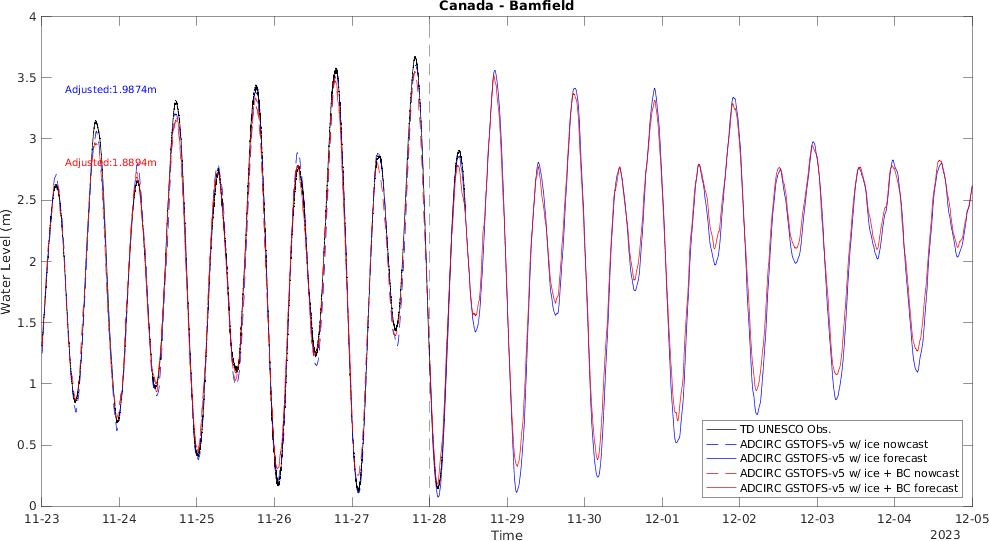 Canada - Bamfield
Water Level (m)
4
3.5
3
2.5
2
1.5
1
0.5
0
Adjusted:1.9874m
Adjusted:1.8894m
TD UNESCO Obs.
ADCIRC GSTOFS-v5 w/ ice nowcast
ADCIRC GSTOFS-v5 w/ ice forecast
ADCIRC GSTOFS-v5 w/ ice + BC nowcast
ADCIRC GSTOFS-v5 w/ ice + BC forecast
11-23 11-24 11-25 11-26 11-27 11-28 11-29 11-30 12-01 12-02 12-03 12-04 12-05
Time
2023